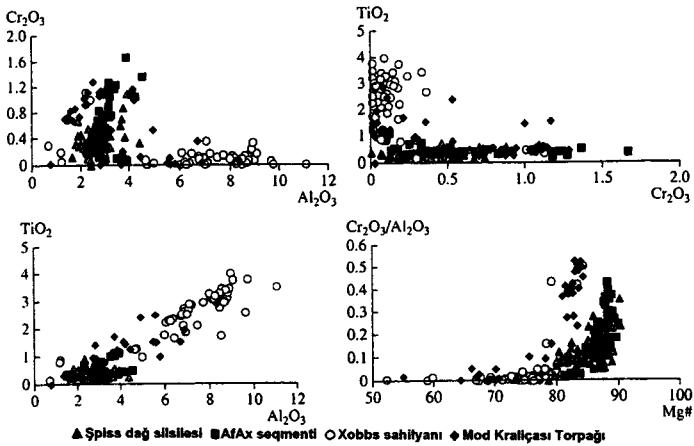 Cr₂O₃
2.0
1.6
1.2
0.8
0.4
0
0 2 4 6 8 10 12
Al₂O₃
TiO₂
5
4
3
2
1
0
0 0.5 1.0 1.5 2.0
Cr₂O₃
TiO₂
5
4
3
2
1
0
0 2 4 6 8 10 12
Al₂O₃
Cr₂O₃/Al₂O₃
0.6
0.5
0.4
0.3
0.2
0.1
0
50 60 70 80 90 100
Mg#
▲ Şpiss dağ silsilesi ■ AfAx seqmenti ○ Xobbs sahilyanı ◆ Mod Kraliçası Torpağı